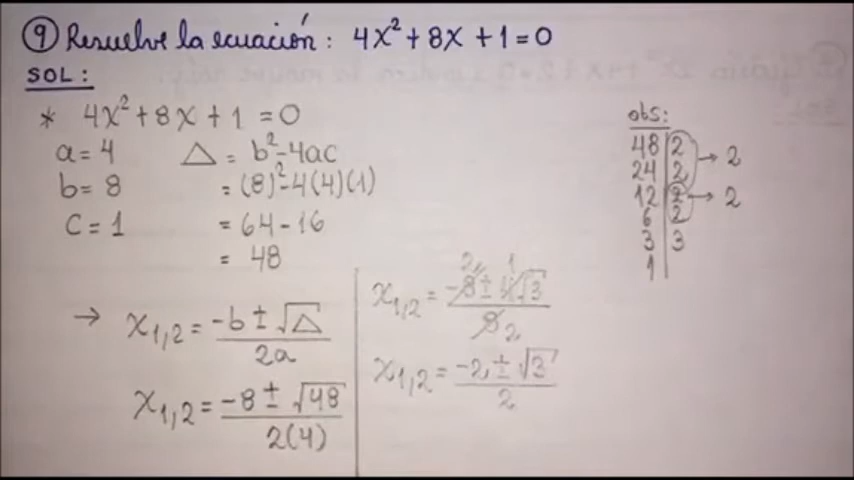 ⑨ Resuelve la ecuación: 4x² + 8x + 1 = 0
SOL:
* 4x² + 8x + 1 = 0
a = 4
b = 8
c = 1
△ = b² - 4ac
= (8)² - 4(4)(1)
= 64 - 16
= 48
→ x₁,₂ = (-b ± √△) / 2a
x₁,₂ = (-8 ± √48) / 2(4)
x₁,₂ = (-8 ± 4√3) / 8
2 1
2
x₁,₂ = (-2 ± √3) / 2
obs:
48 | 2
24 | 2 → 2
12 | 2
6 | 2 → 2
3 | 3
1 |